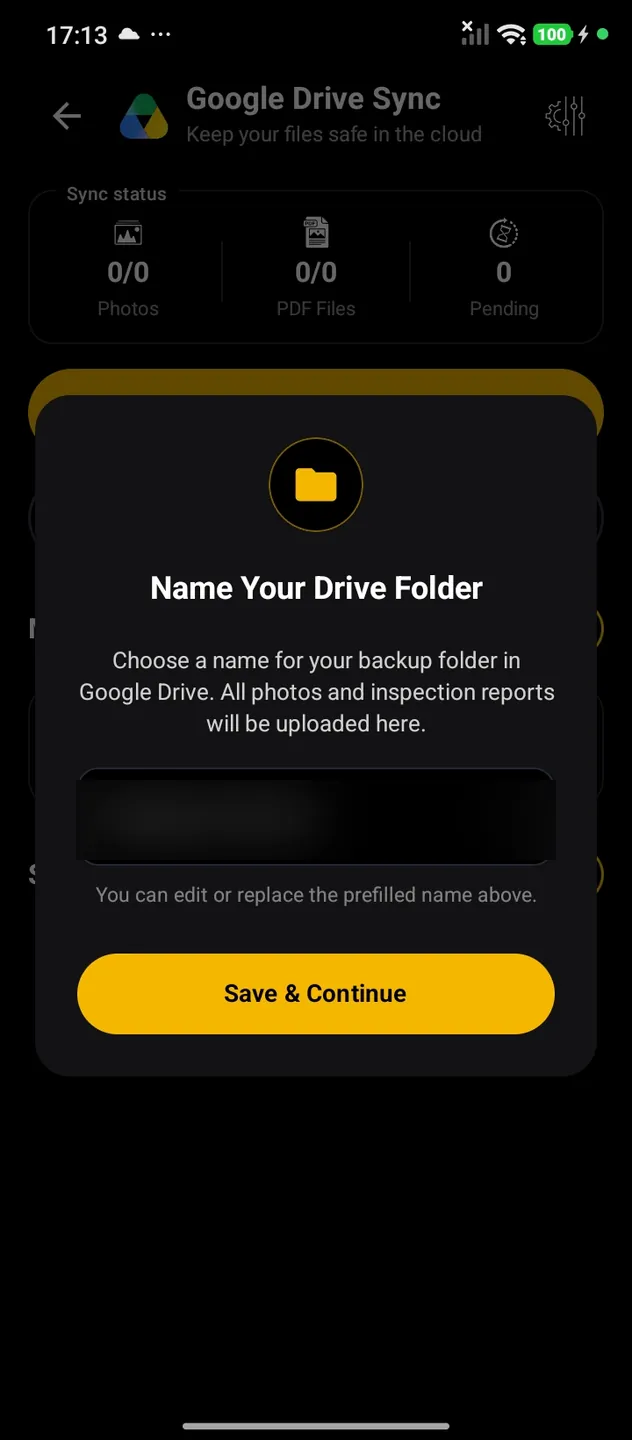 17:13
100
Google Drive Sync
Keep your files safe in the cloud
Sync status
0/0
0/0
0
Photos
PDF Files
Pending
Name Your Drive Folder
Choose a name for your backup folder in
Google Drive. All photos and inspection reports
will be uploaded here.
You can edit or replace the prefilled name above.
Save & Continue